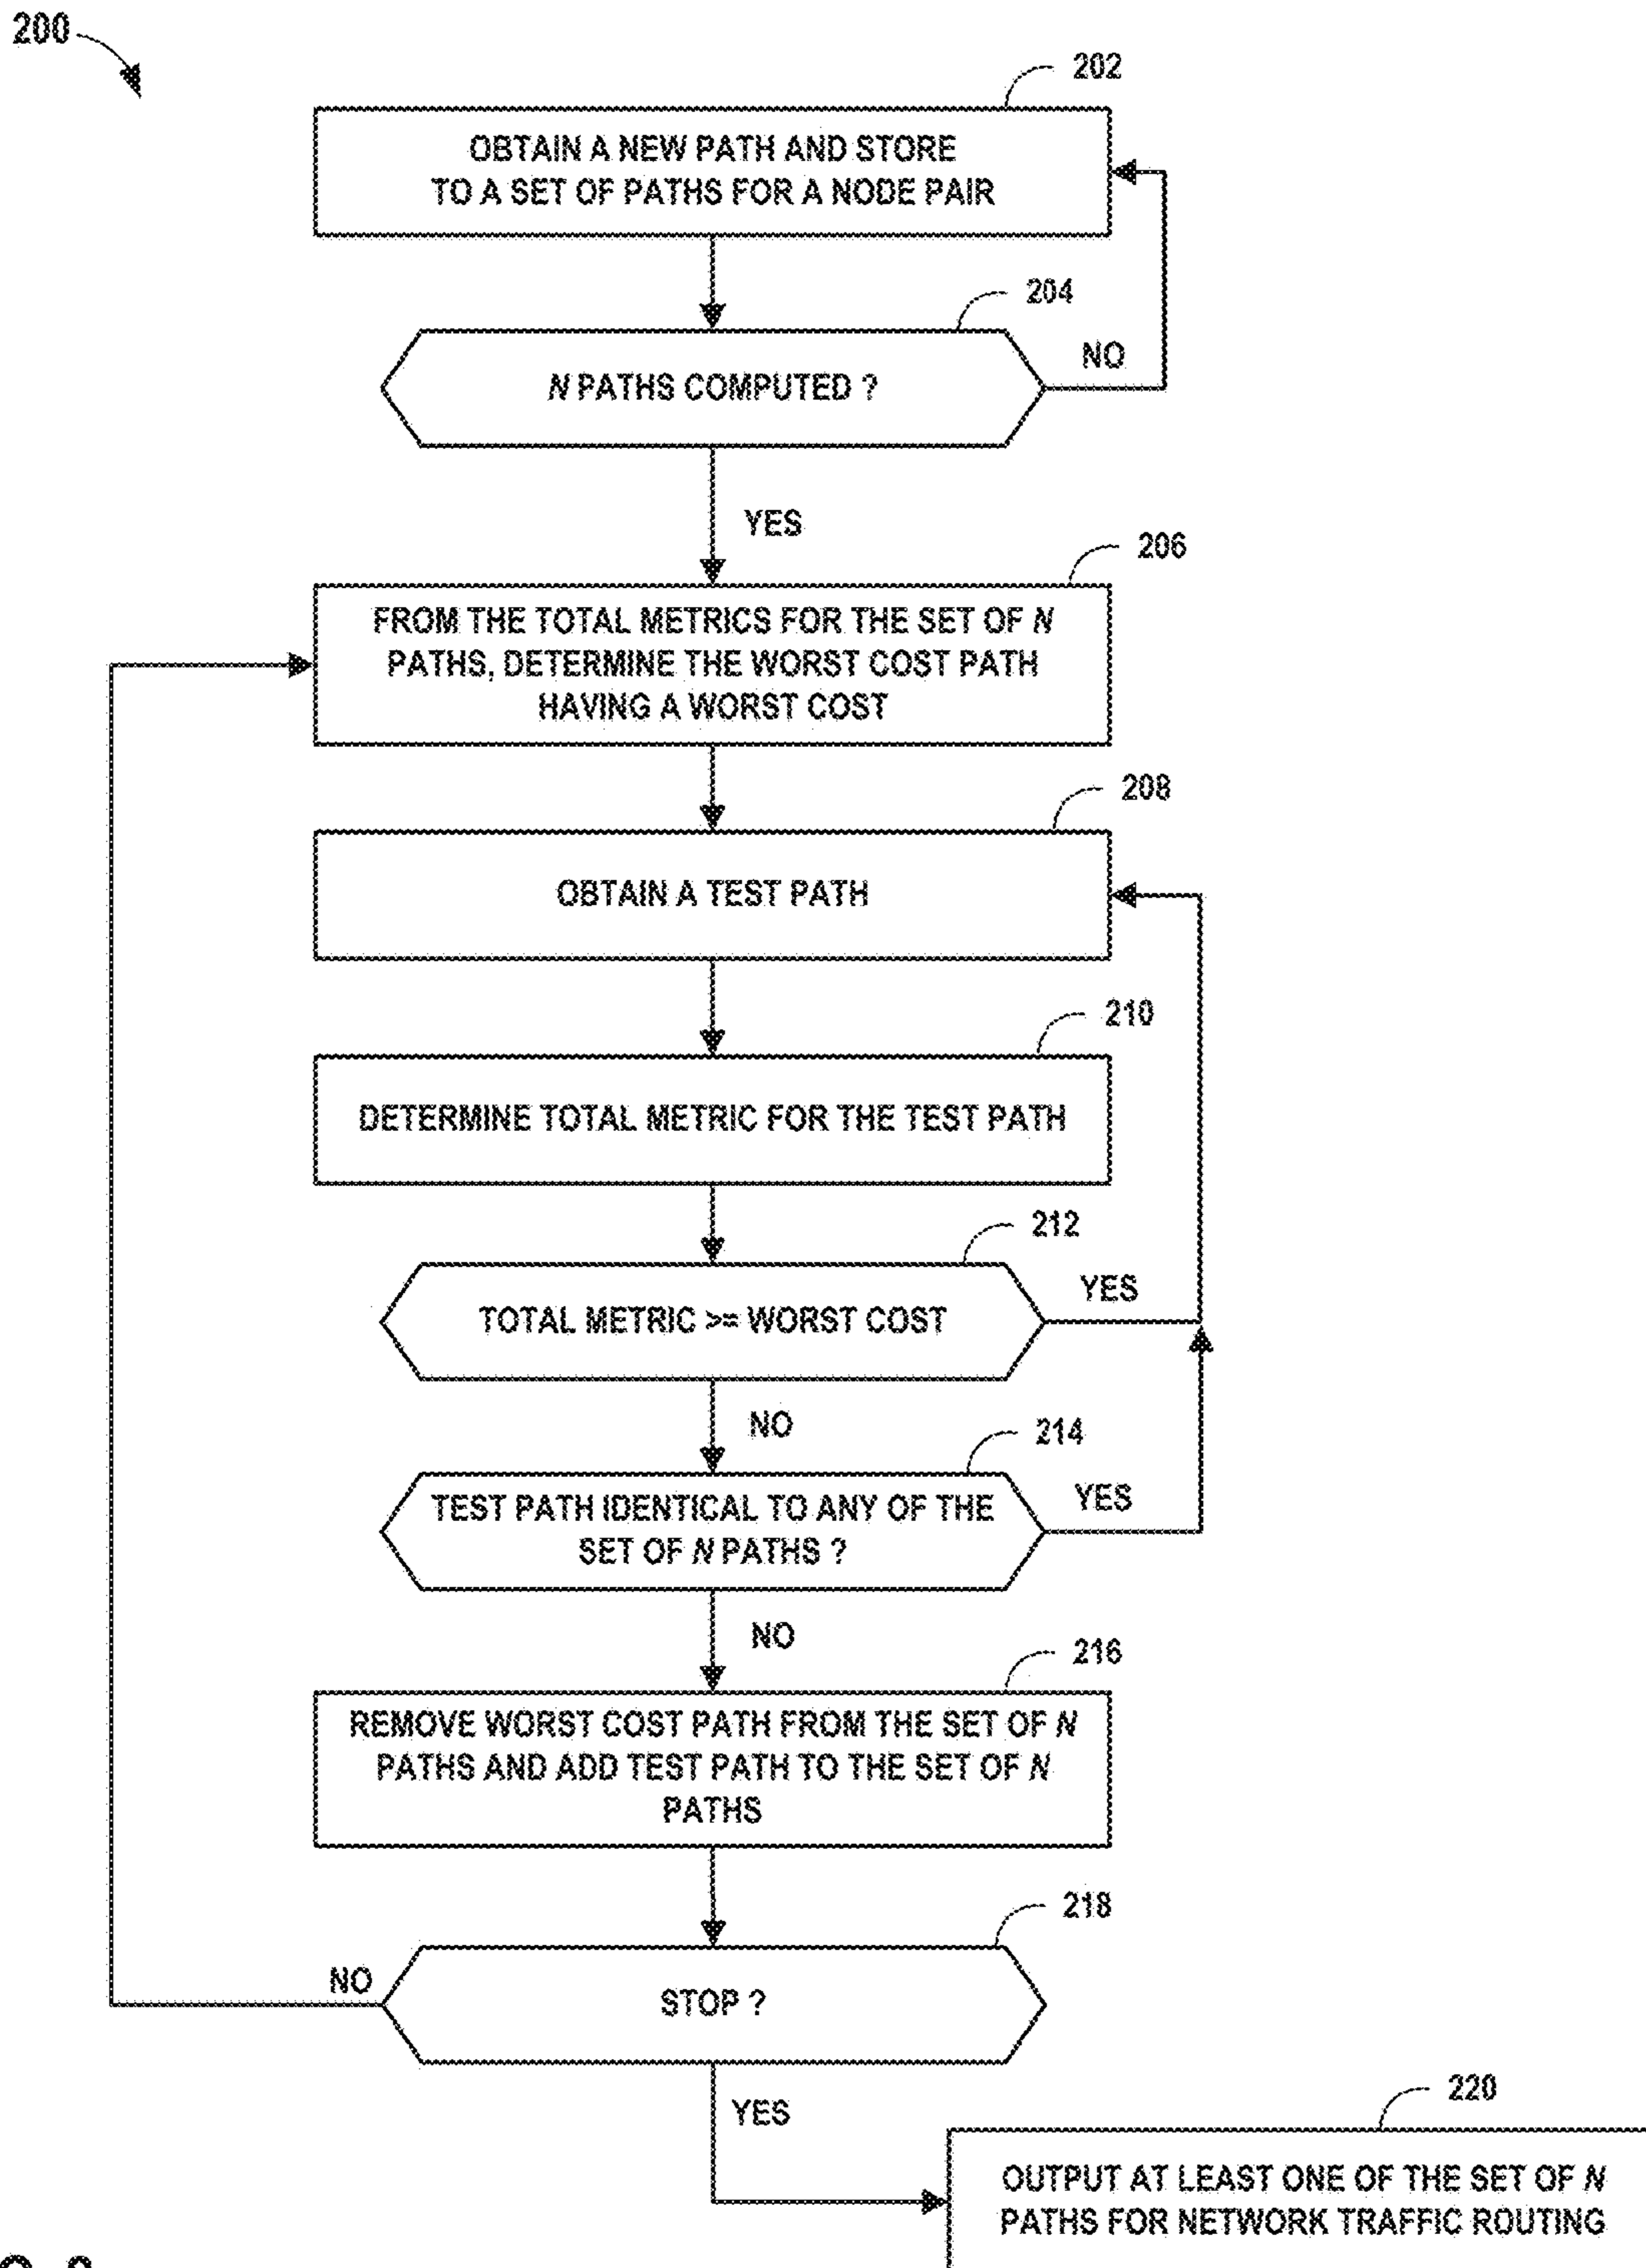 200
202
OBTAIN A NEW PATH AND STORE
TO A SET OF PATHS FOR A NODE PAIR
204
N PATHS COMPUTED ?
NO
YES
206
FROM THE TOTAL METRICS FOR THE SET OF N
PATHS, DETERMINE THE WORST COST PATH
HAVING A WORST COST
208
OBTAIN A TEST PATH
210
DETERMINE TOTAL METRIC FOR THE TEST PATH
212
TOTAL METRIC >= WORST COST
YES
NO
214
TEST PATH IDENTICAL TO ANY OF THE
SET OF N PATHS ?
YES
NO
216
REMOVE WORST COST PATH FROM THE SET OF N
PATHS AND ADD TEST PATH TO THE SET OF N
PATHS
218
STOP ?
NO
YES
220
OUTPUT AT LEAST ONE OF THE SET OF N
PATHS FOR NETWORK TRAFFIC ROUTING